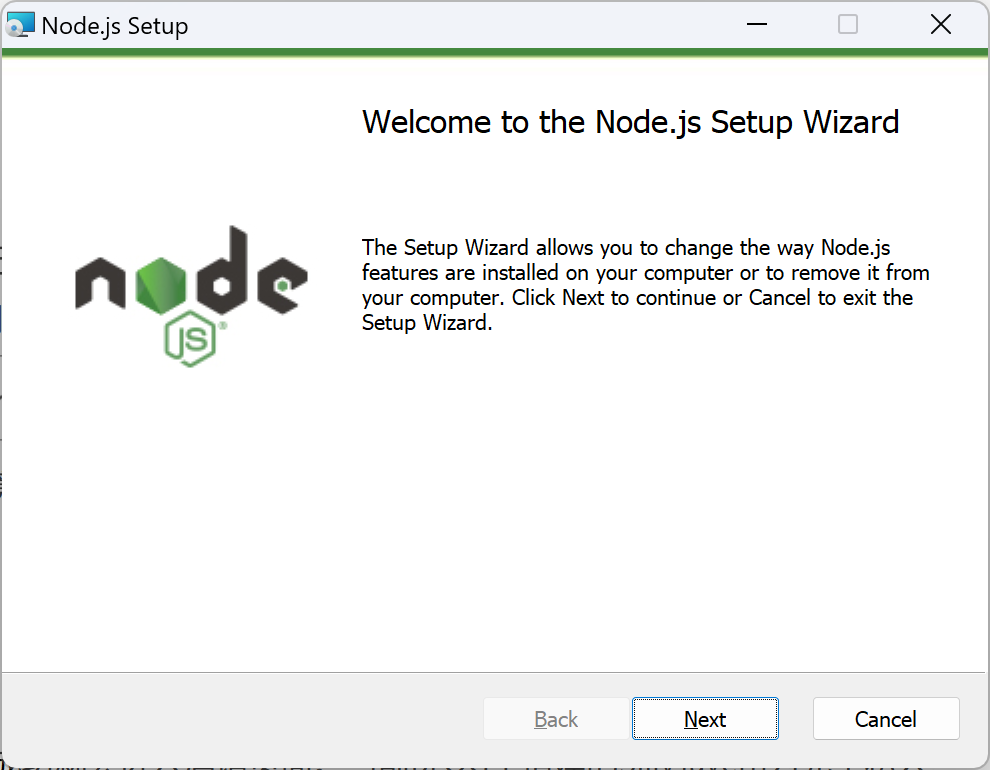 Node.js Setup
Welcome to the Node.js Setup Wizard
The Setup Wizard allows you to change the way Node.js
features are installed on your computer or to remove it from
your computer. Click Next to continue or Cancel to exit the
Setup Wizard.
node
JS®
Back
Next
Cancel